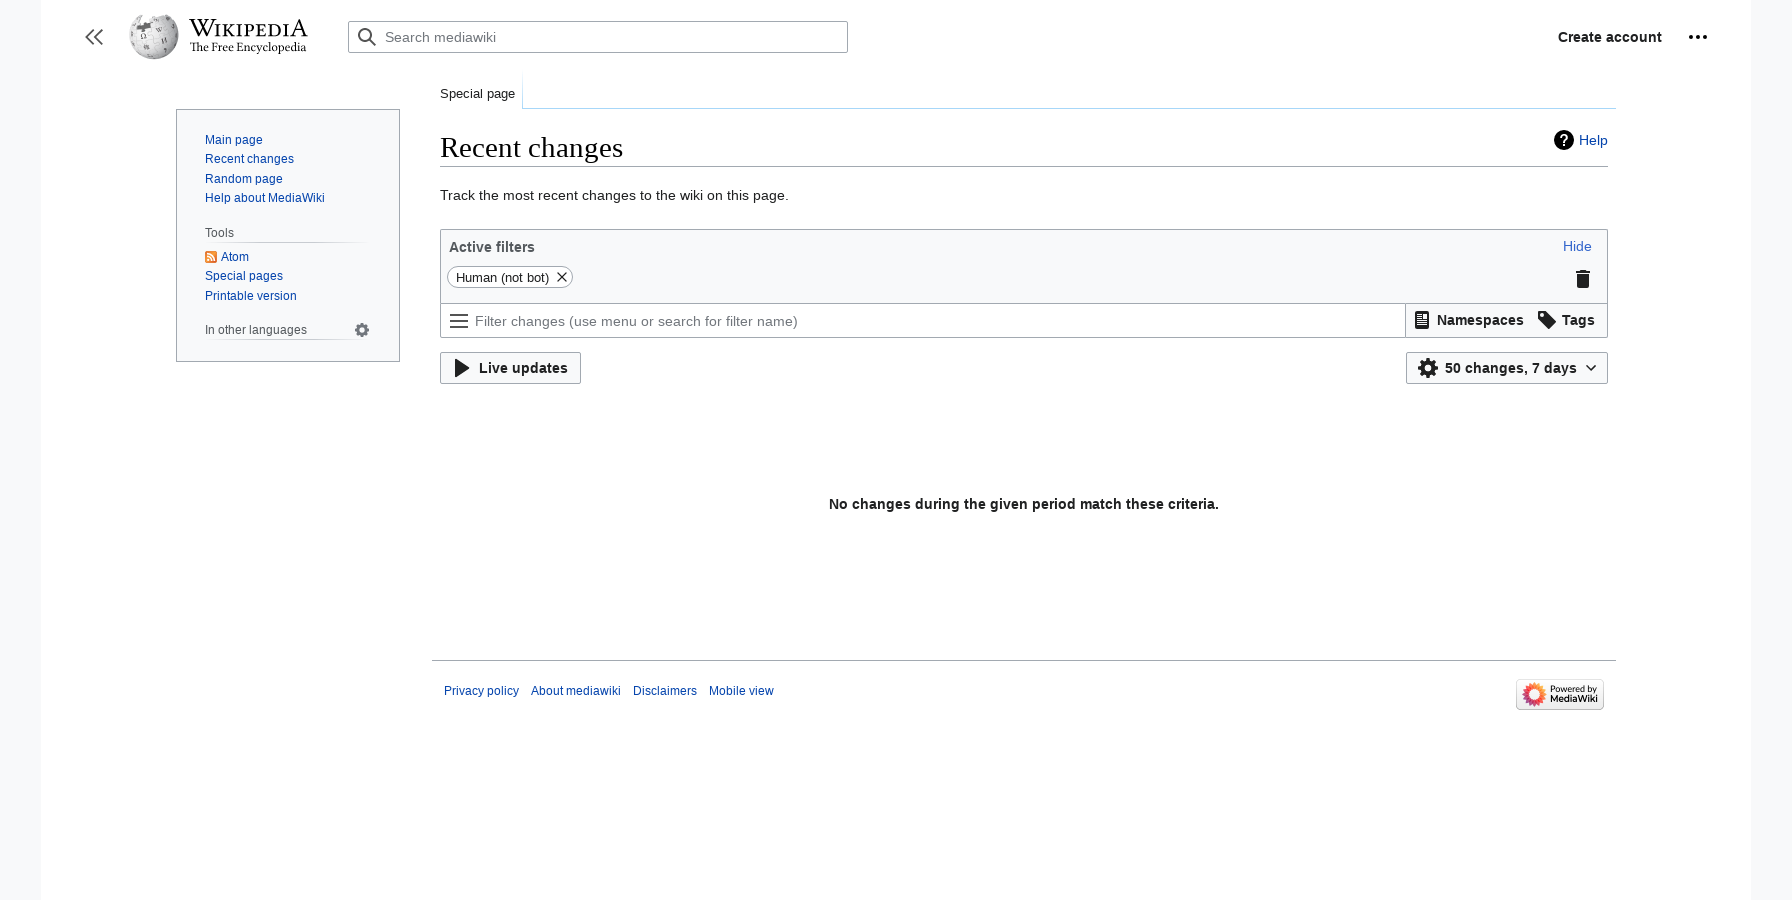 WIKIPEDIA
The Free Encyclopedia
Search mediawiki
Create account
Special page
Main page
Recent changes
Random page
Help about MediaWiki
Tools
Atom
Special pages
Printable version
In other languages
Recent changes
Help
Track the most recent changes to the wiki on this page.
Active filters
Hide
Human (not bot)
Filter changes (use menu or search for filter name)
Namespaces
Tags
Live updates
50 changes, 7 days
No changes during the given period match these criteria.
Privacy policy About mediawiki Disclaimers Mobile view
Powered by
MediaWiki